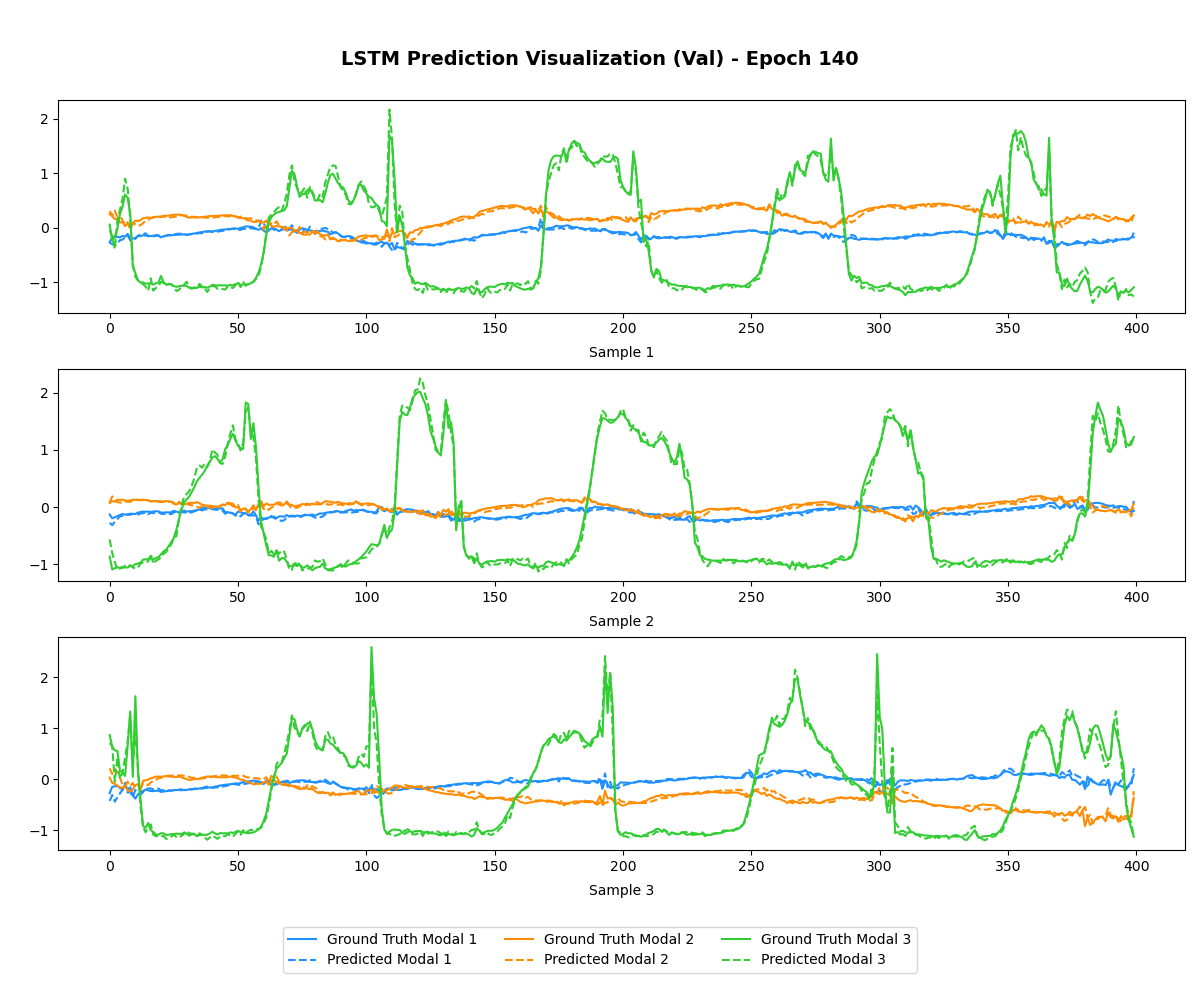 LSTM Prediction Visualization (Val) - Epoch 140
2
1
0
−1
0 50 100 150 200 250 300 350 400
Sample 1
2
1
0
−1
0 50 100 150 200 250 300 350 400
Sample 2
2
1
0
−1
0 50 100 150 200 250 300 350 400
Sample 3
Ground Truth Modal 1 Ground Truth Modal 2 Ground Truth Modal 3
Predicted Modal 1 Predicted Modal 2 Predicted Modal 3